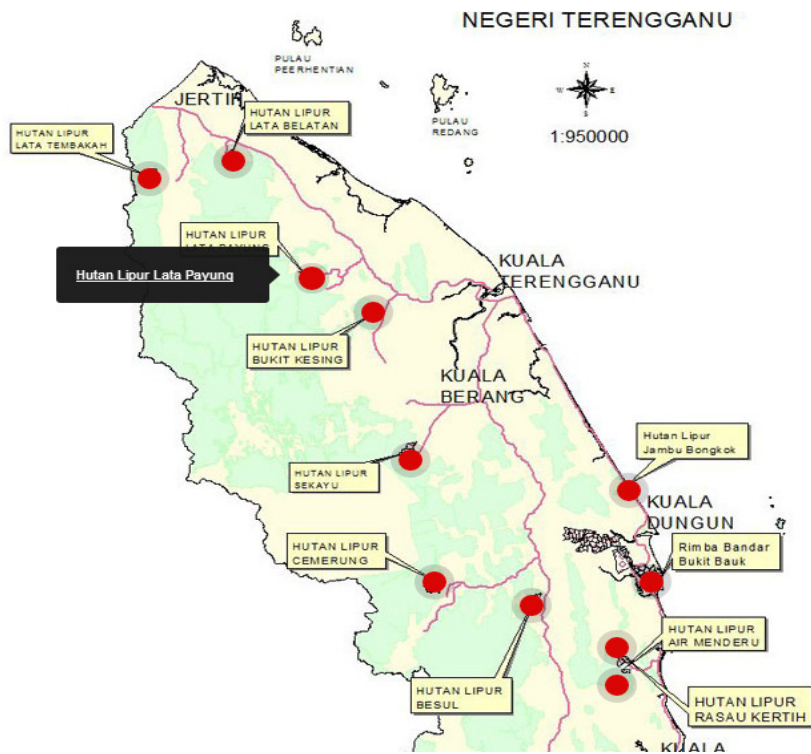 NEGERI TERENGGANU
PULAU
PEERHENTIAN
N
W
E
S
JERTIH
HUTAN LIPUR
LATA BELATAN
PULAU
REDANG
1:950000
HUTAN LIPUR
LATA TEMBAKAH
HUTAN LIPUR
LATA PAYUNG
Hutan Lipur Lata Payung
KUALA
TERENGGANU
HUTAN LIPUR
BUKIT KESING
KUALA
BERANG
Hutan Lipur
Jambu Bongkok
HUTAN LIPUR
SEKAYU
KUALA
DUNGUN
HUTAN LIPUR
CEMERUNG
Rimba Bandar
Bukit Bauk
HUTAN LIPUR
AIR MENDERU
HUTAN LIPUR
BESUL
HUTAN LIPUR
RASAU KERTIH
KUALA